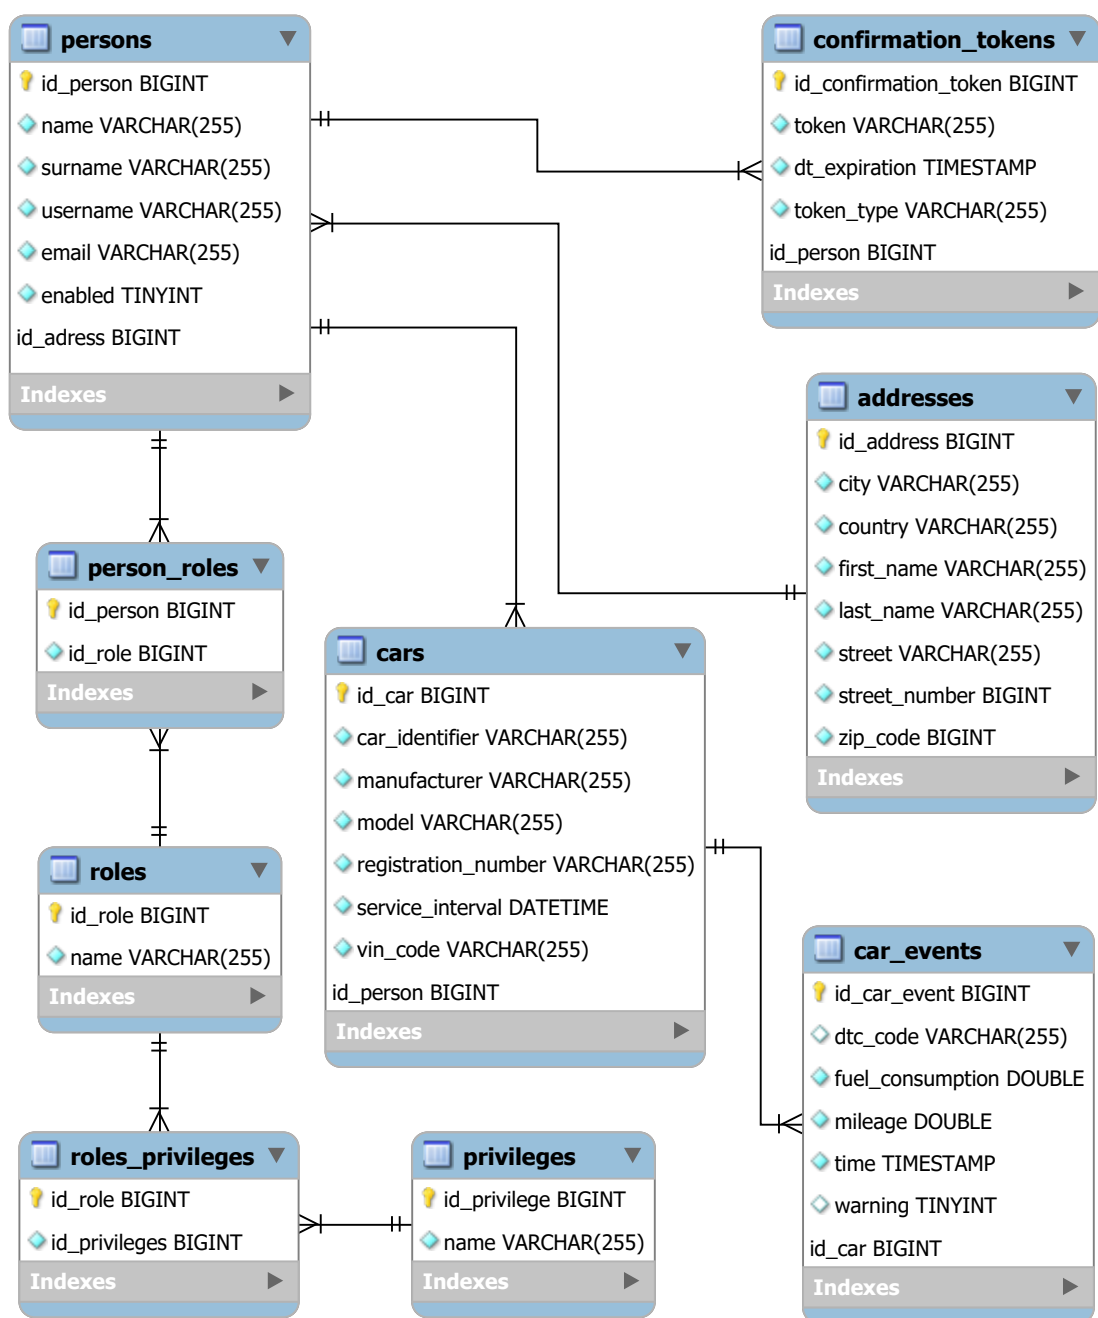 persons
id_person BIGINT
name VARCHAR(255)
surname VARCHAR(255)
username VARCHAR(255)
email VARCHAR(255)
enabled TINYINT
id_adress BIGINT
Indexes
confirmation_tokens
id_confirmation_token BIGINT
token VARCHAR(255)
dt_expiration TIMESTAMP
token_type VARCHAR(255)
id_person BIGINT
Indexes
addresses
id_address BIGINT
city VARCHAR(255)
country VARCHAR(255)
first_name VARCHAR(255)
last_name VARCHAR(255)
street VARCHAR(255)
street_number BIGINT
zip_code BIGINT
Indexes
person_roles
id_person BIGINT
id_role BIGINT
Indexes
cars
id_car BIGINT
car_identifier VARCHAR(255)
manufacturer VARCHAR(255)
model VARCHAR(255)
registration_number VARCHAR(255)
service_interval DATETIME
vin_code VARCHAR(255)
id_person BIGINT
Indexes
roles
id_role BIGINT
name VARCHAR(255)
Indexes
car_events
id_car_event BIGINT
dtc_code VARCHAR(255)
fuel_consumption DOUBLE
mileage DOUBLE
time TIMESTAMP
warning TINYINT
id_car BIGINT
Indexes
roles_privileges
id_role BIGINT
id_privileges BIGINT
Indexes
privileges
id_privilege BIGINT
name VARCHAR(255)
Indexes